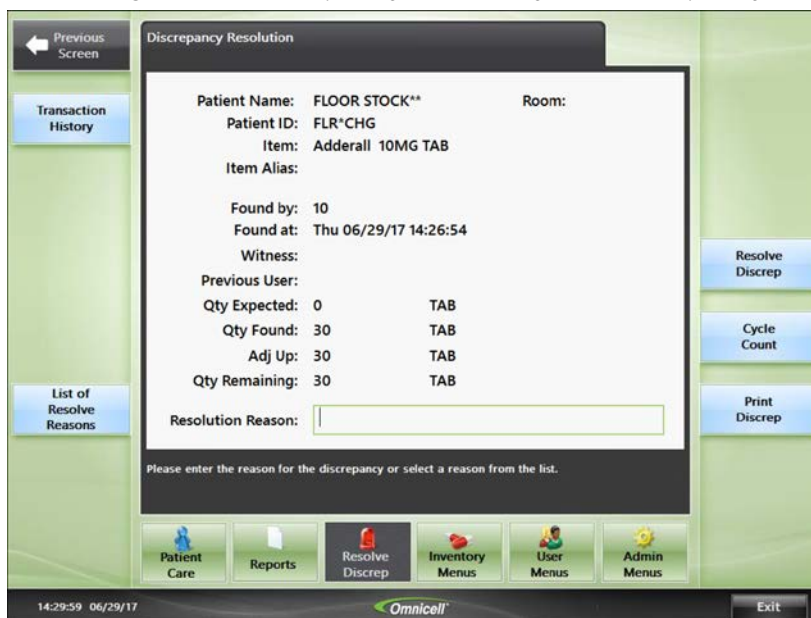 Previous
Screen
Discrepancy Resolution
Transaction
History
Patient Name: FLOOR STOCK** Room:
Patient ID: FLR*CHG
Item: Adderall 10MG TAB
Item Alias:
Found by: 10
Found at: Thu 06/29/17 14:26:54
Witness:
Previous User:
Qty Expected: 0 TAB
Qty Found: 30 TAB
Adj Up: 30 TAB
Qty Remaining: 30 TAB
Resolution Reason:
List of
Resolve
Reasons
Resolve
Discrep
Cycle
Count
Print
Discrep
Please enter the reason for the discrepancy or select a reason from the list.
Patient
Care
Reports
Resolve
Discrep
Inventory
Menus
User
Menus
Admin
Menus
14:29:59 06/29/17
Omnicell
Exit